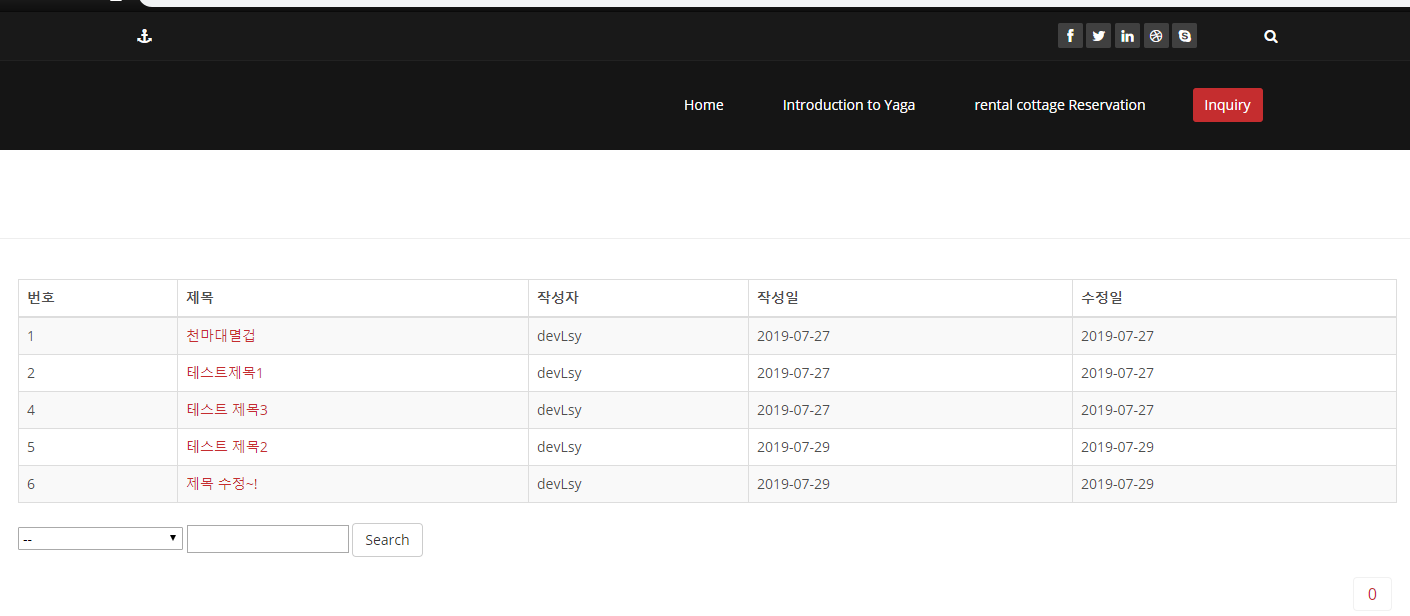 Home Introduction to Yaga rental cottage Reservation Inquiry
번호 제목 작성자 작성일 수정일
1 천마대멸겁 devLsy 2019-07-27 2019-07-27
2 테스트제목1 devLsy 2019-07-27 2019-07-27
4 테스트 제목3 devLsy 2019-07-27 2019-07-27
5 테스트 제목2 devLsy 2019-07-29 2019-07-29
6 제목 수정~! devLsy 2019-07-29 2019-07-29
-- Search
0